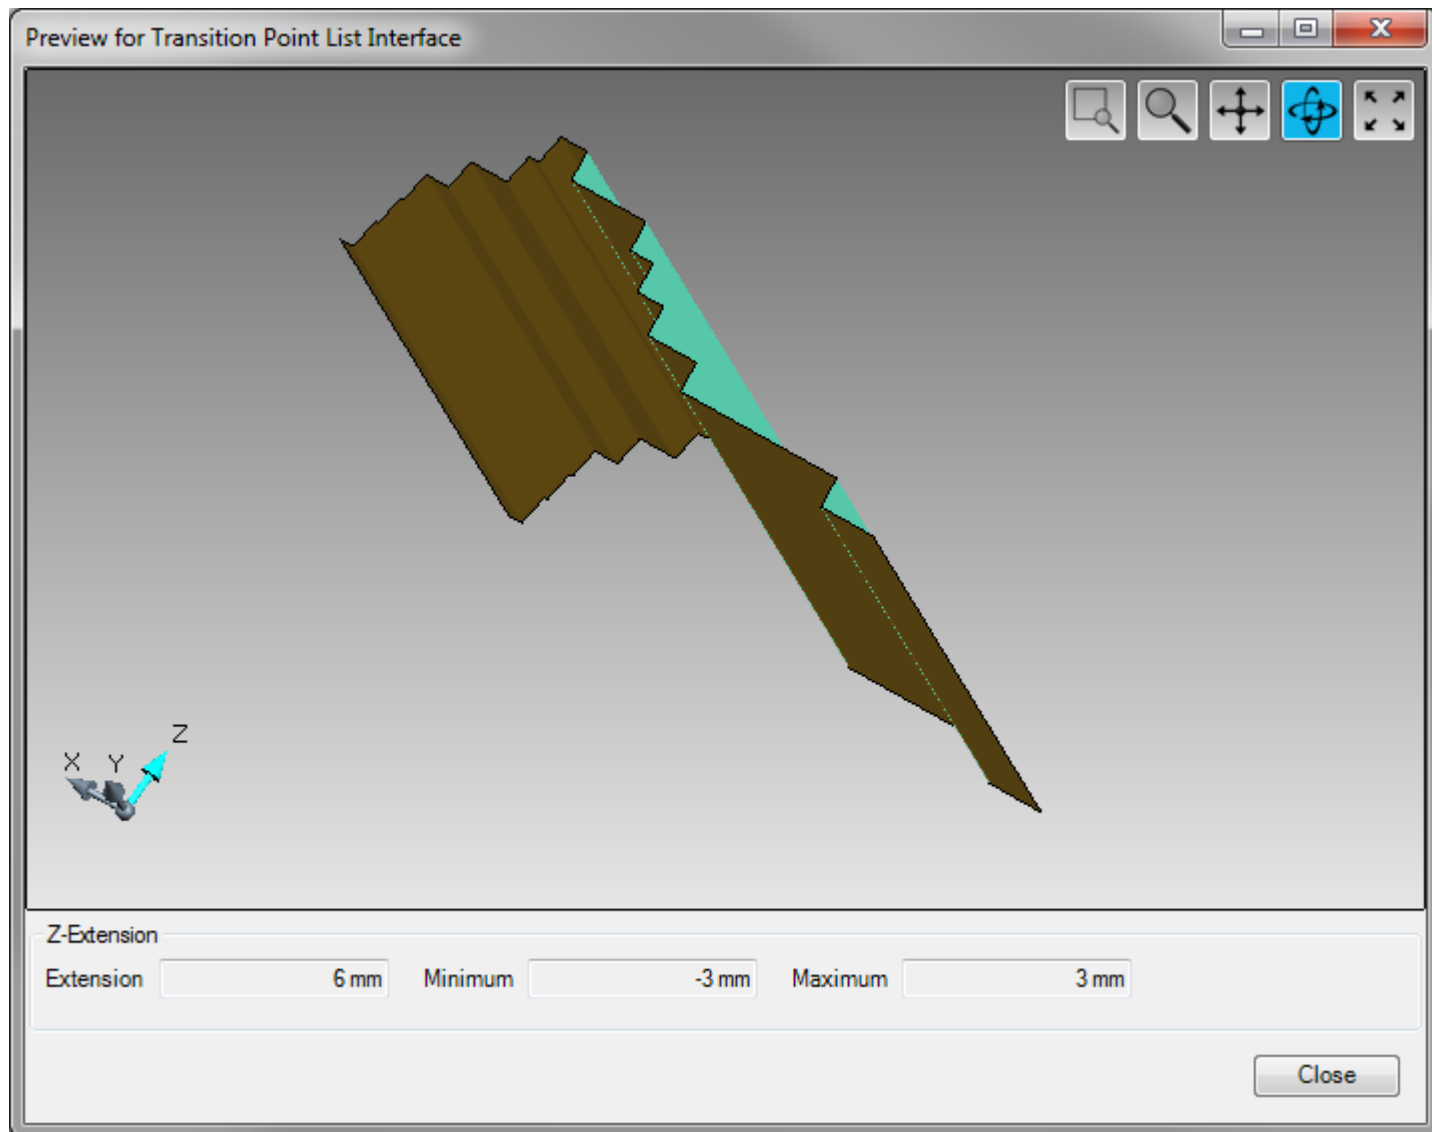 Preview for Transition Point List Interface
Z
X Y
Z-Extension
Extension 6 mm Minimum -3 mm Maximum 3 mm
Close